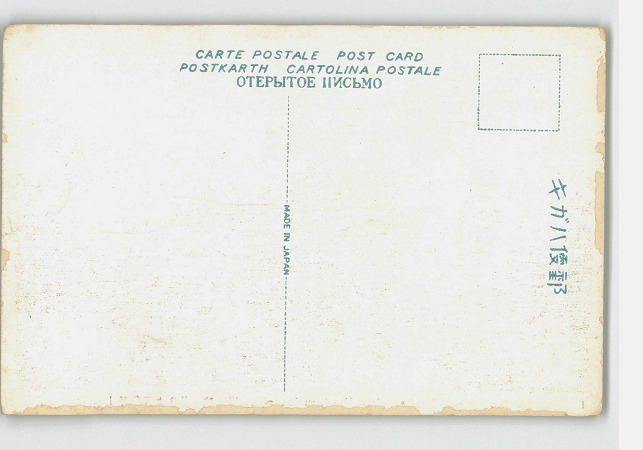 CARTE POSTALE POST CARD
POSTKARTH CARTOLINA POSTALE
ОТЕРЫТОЕ ПИСЬМО
MADE IN JAPAN
キガハ便郵